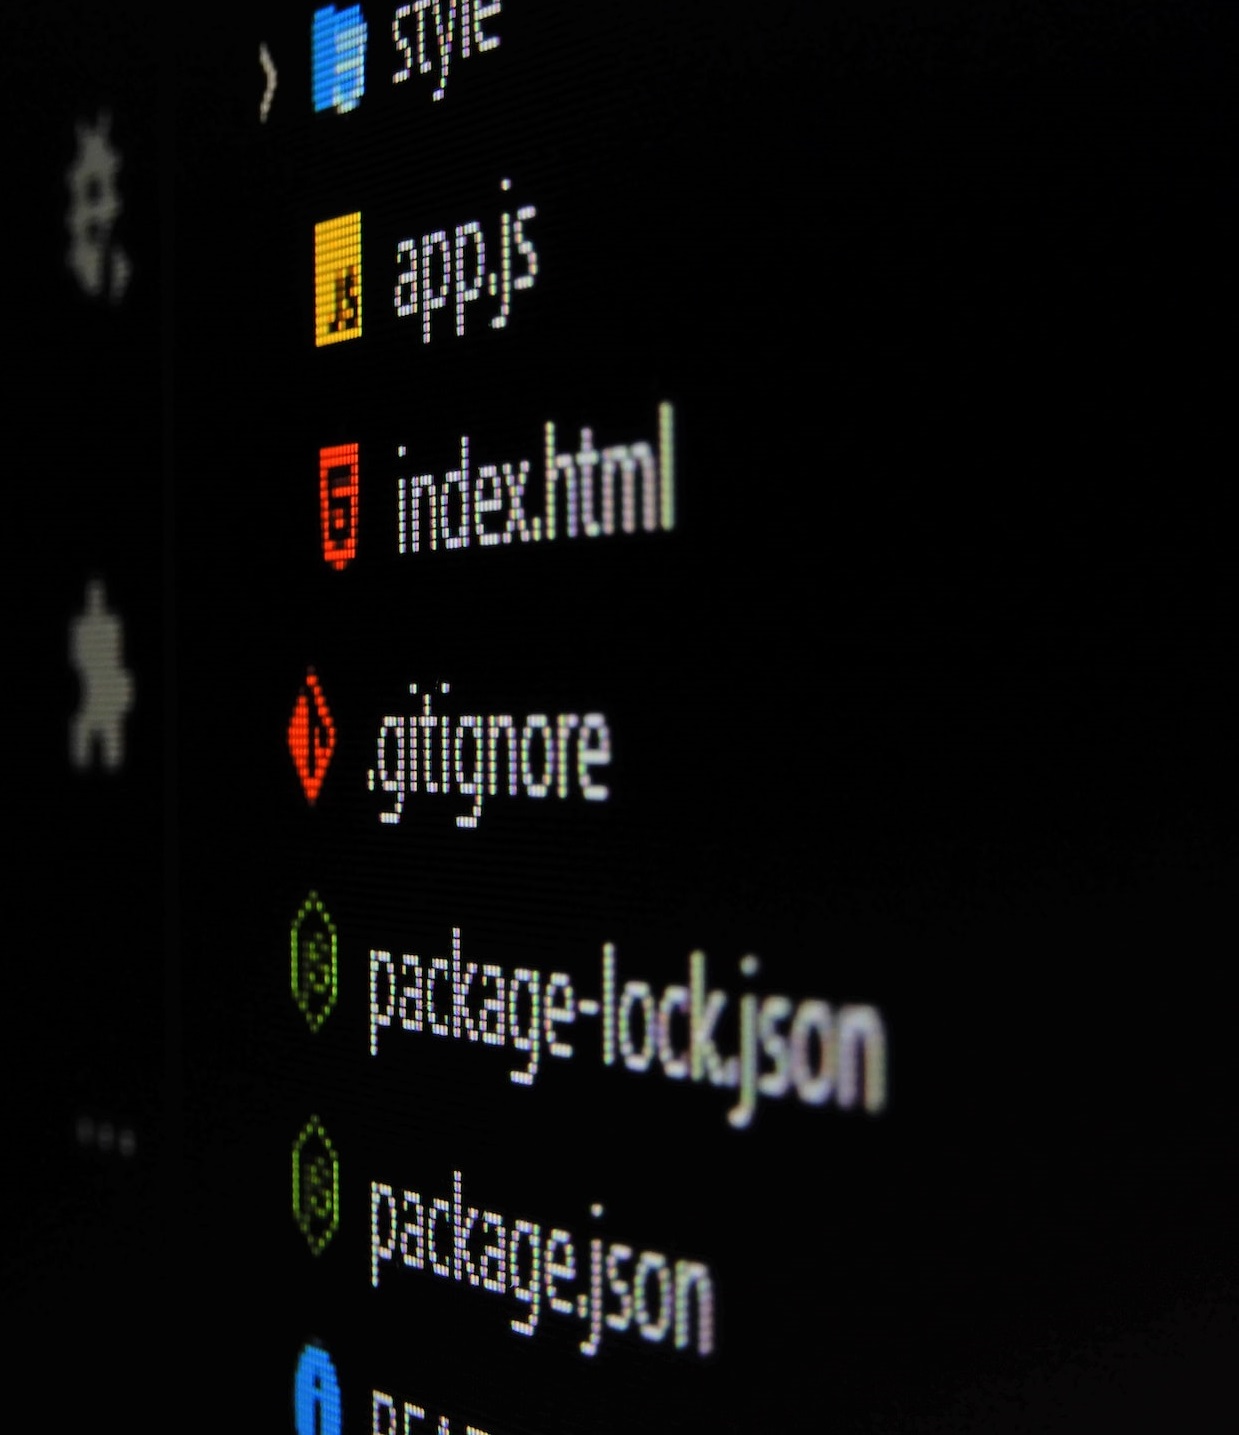 style
app.js
index.html
.gitignore
package-lock.json
package.json